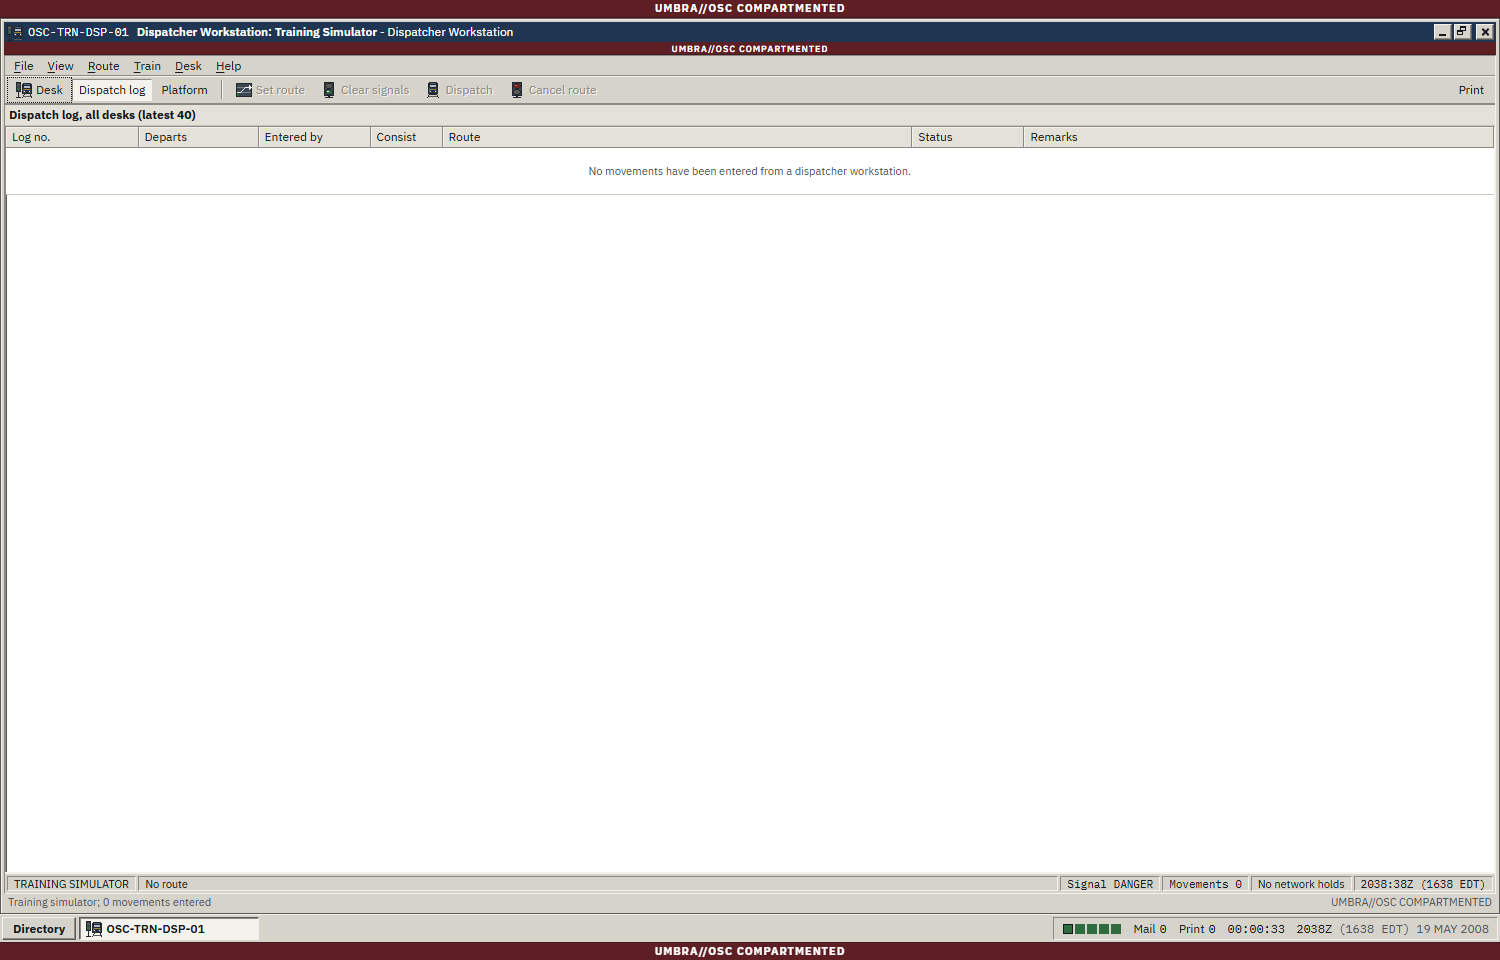 UMBRA//OSC COMPARTMENTED
OSC-TRN-DSP-01 Dispatcher Workstation: Training Simulator - Dispatcher Workstation
UMBRA//OSC COMPARTMENTED
File View Route Train Desk Help
Desk Dispatch log Platform Set route Clear signals Dispatch Cancel route Print
Dispatch log, all desks (latest 40)
Log no. Departs Entered by Consist Route Status Remarks
No movements have been entered from a dispatcher workstation.
TRAINING SIMULATOR No route Signal DANGER Movements 0 No network holds 2038:38Z (1638 EDT)
Training simulator; 0 movements entered UMBRA//OSC COMPARTMENTED
Directory OSC-TRN-DSP-01 Mail 0 Print 0 00:00:33 2038Z (1638 EDT) 19 MAY 2008
UMBRA//OSC COMPARTMENTED